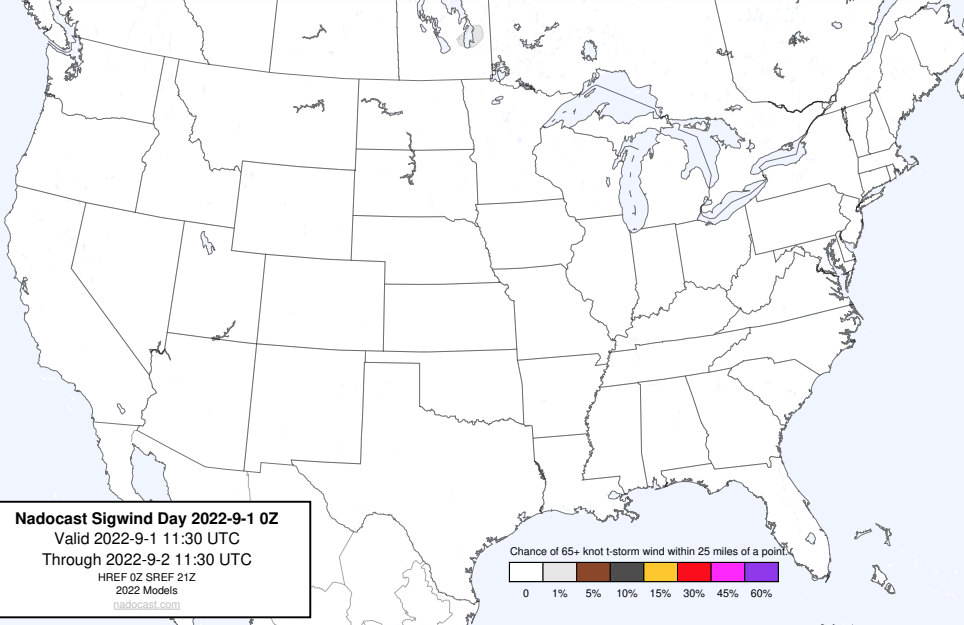 Nadocast Sigwind Day 2022-9-1 0Z
Valid 2022-9-1 11:30 UTC
Through 2022-9-2 11:30 UTC
HREF 0Z SREF 21Z
2022 Models
nadocast.com
Chance of 65+ knot t-storm wind within 25 miles of a point.
0 1% 5% 10% 15% 30% 45% 60%